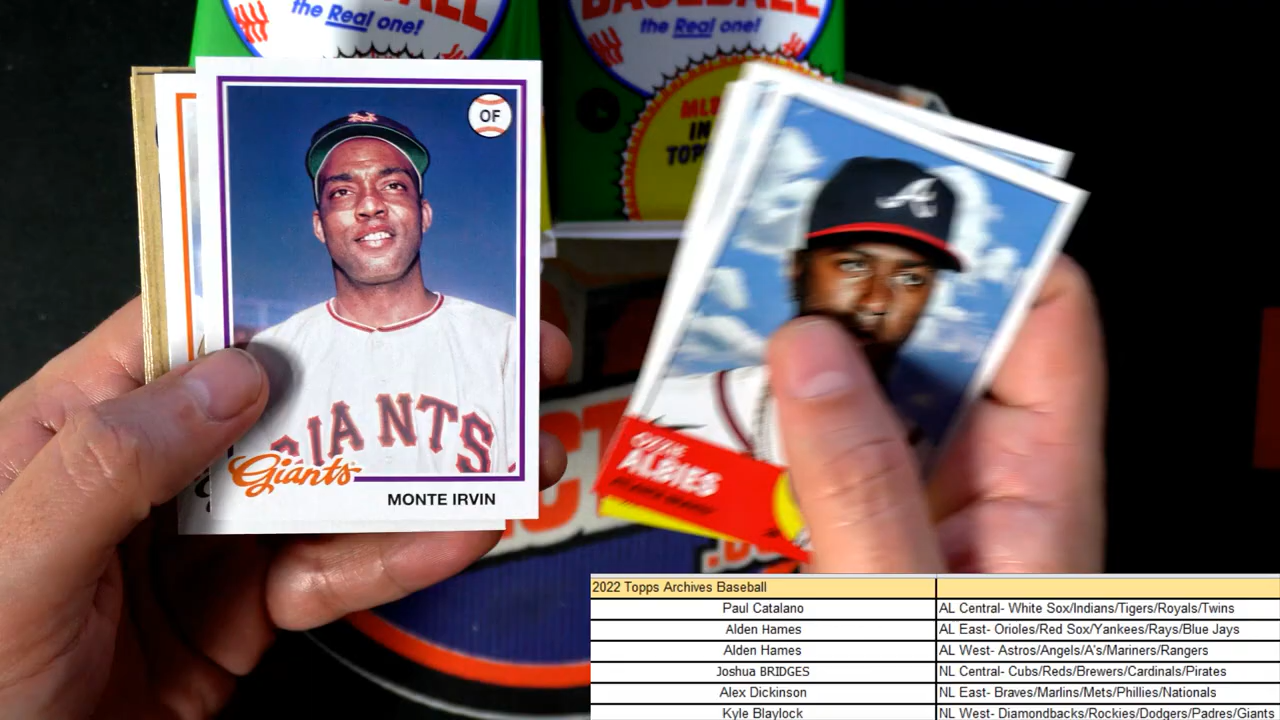 BASEBALL
the Real one!
BASEBALL
the Real one!
OF
GIANTS
Giants
MONTE IRVIN
A
OZZIE
ALBIES
2022 Topps Archives Baseball
Paul Catalano AL Central- White Sox/Indians/Tigers/Royals/Twins
Alden Hames AL East- Orioles/Red Sox/Yankees/Rays/Blue Jays
Alden Hames AL West- Astros/Angels/A's/Mariners/Rangers
Joshua BRIDGES NL Central- Cubs/Reds/Brewers/Cardinals/Pirates
Alex Dickinson NL East- Braves/Marlins/Mets/Phillies/Nationals
Kyle Blaylock NL West- Diamondbacks/Rockies/Dodgers/Padres/Giants